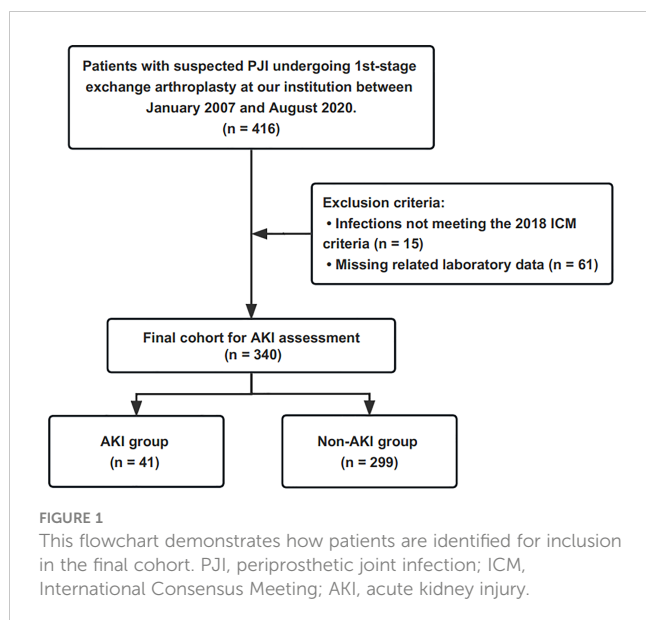 Patients with suspected PJI undergoing 1st-stage
exchange arthroplasty at our institution between
January 2007 and August 2020.
(n = 416)
Exclusion criteria:
• Infections not meeting the 2018 ICM
criteria (n = 15)
• Missing related laboratory data (n = 61)
Final cohort for AKI assessment
(n = 340)
AKI group
(n = 41)
Non-AKI group
(n = 299)
FIGURE 1
This flowchart demonstrates how patients are identified for inclusion
in the final cohort. PJI, periprosthetic joint infection; ICM,
International Consensus Meeting; AKI, acute kidney injury.